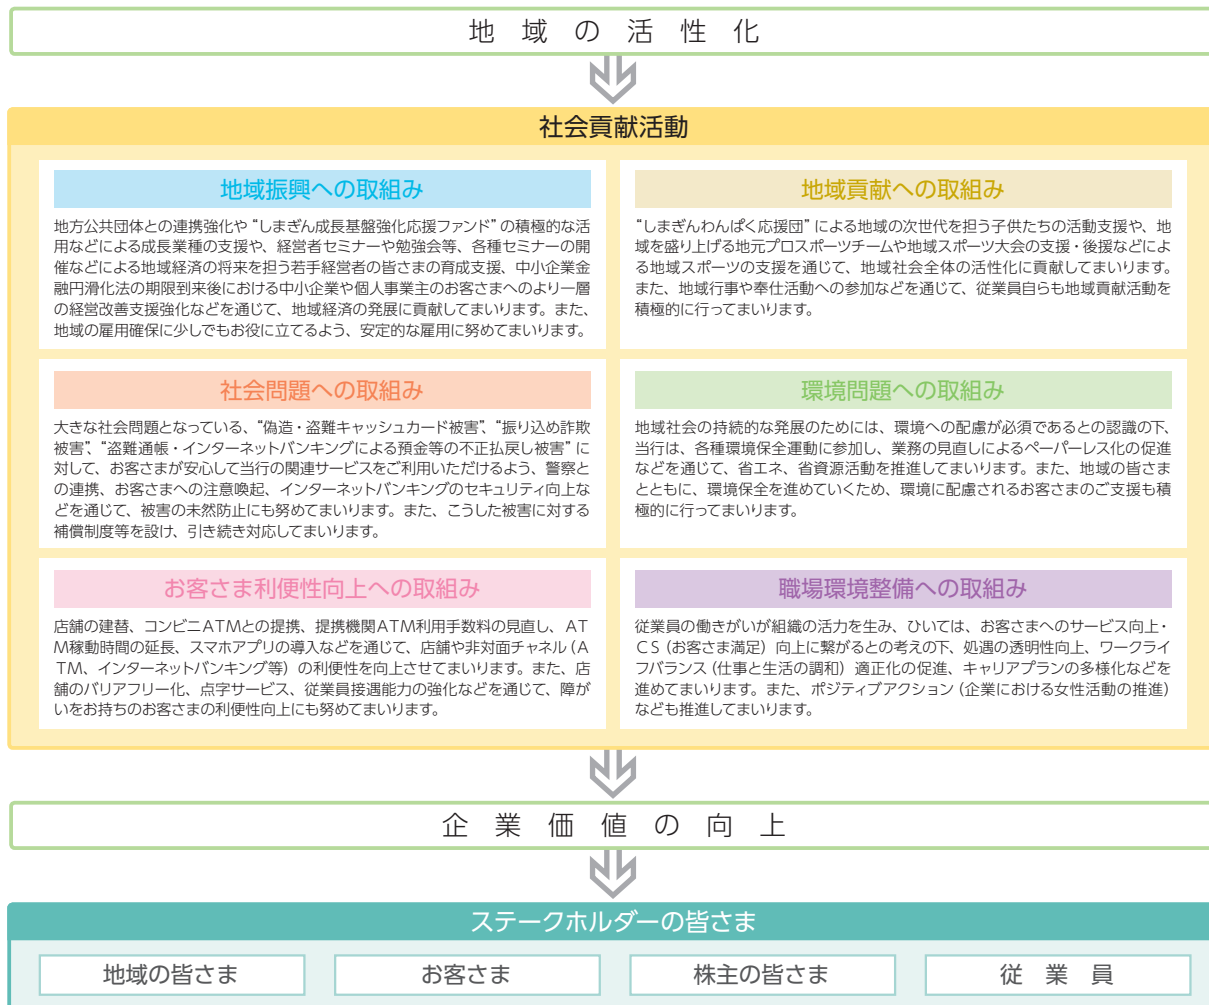 地域の活性化
社会貢献活動
地域振興への取組み
地方公共団体との連携強化や“しまぎん成長基盤強化応援ファンド”の積極的な活
用などによる成長業種の支援や、経営者セミナーや勉強会等、各種セミナーの開
催などによる地域経済の将来を担う若手経営者の皆さまの育成支援、中小企業金
融円滑化法の期限到来後における中小企業や個人事業主のお客さまへのより一層
の経営改善支援強化などを通じて、地域経済の発展に貢献してまいります。また、
地域の雇用確保に少しでもお役に立てるよう、安定的な雇用に努めてまいります。
地域貢献への取組み
“しまぎんわんぱく応援団”による地域の次世代を担う子供たちの活動支援や、地
域を盛り上げる地元プロスポーツチームや地域スポーツ大会の支援・後援などによ
る地域スポーツの支援を通じて、地域社会全体の活性化に貢献してまいります。
また、地域行事や奉仕活動への参加などを通じて、従業員自らも地域貢献活動を
積極的に行ってまいります。
社会問題への取組み
大きな社会問題となっている、“偽造・盗難キャッシュカード被害”、“振り込め詐欺
被害”、“盗難通帳・インターネットバンキングによる預金等の不正払戻し被害”に
対して、お客さまが安心して当行の関連サービスをご利用いただけるよう、警察と
の連携、お客さまへの注意喚起、インターネットバンキングのセキュリティ向上な
どを通じて、被害の未然防止にも努めてまいります。また、こうした被害に対する
補償制度等を設け、引き続き対応してまいります。
環境問題への取組み
地域社会の持続的な発展のためには、環境への配慮が必須であるとの認識の下、
当行は、各種環境保全運動に参加し、業務の見直しによるペーパーレス化の促進
などを通じて、省エネ、省資源活動を推進してまいります。また、地域の皆さま
とともに、環境保全を進めていくため、環境に配慮されるお客さまのご支援も積
極的に行ってまいります。
お客さま利便性向上への取組み
店舗の建替、コンビニATMとの提携、提携機関ATM利用手数料の見直し、AT
M稼動時間の延長、スマホアプリの導入などを通じて、店舗や非対面チャネル(A
TM、インターネットバンキング等)の利便性を向上させてまいります。また、店
舗のバリアフリー化、点字サービス、従業員接遇能力の強化などを通じて、障が
いをお持ちのお客さまの利便性向上にも努めてまいります。
職場環境整備への取組み
従業員の働きがいが組織の活力を生み、ひいては、お客さまへのサービス向上・
CS(お客さま満足)向上に繋がるとの考えの下、処遇の透明性向上、ワークライ
フバランス(仕事と生活の調和)適正化の促進、キャリアプランの多様化などを
進めてまいります。また、ポジティブアクション(企業における女性活動の推進)
なども推進してまいります。
企業価値の向上
ステークホルダーの皆さま
地域の皆さま
お客さま
株主の皆さま
従業員